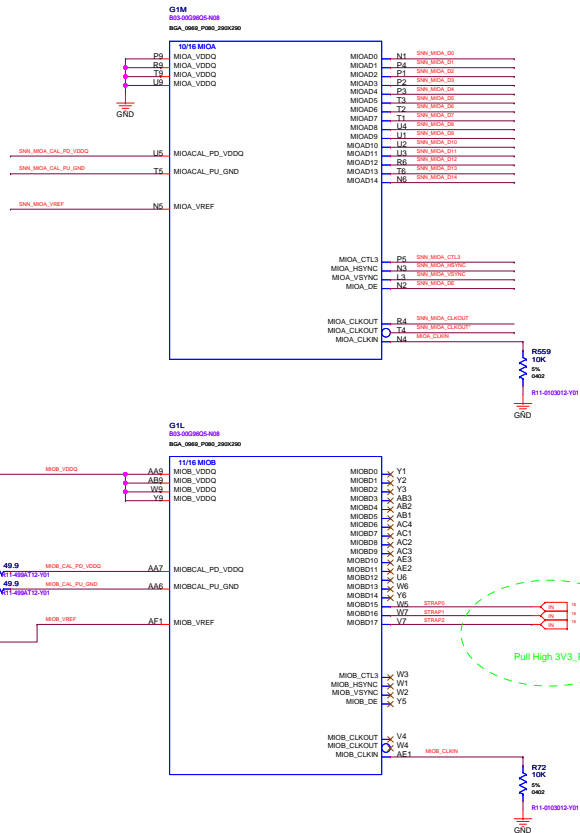 G1M
B03-00G98Q5-N08
BGA_0969_P080_290X290
10/16 MIOA
P9 MIOA_VDDQ MIOAD0 N1 SNN_MIOA_D0
R9 MIOA_VDDQ MIOAD1 P4 SNN_MIOA_D1
T9 MIOA_VDDQ MIOAD2 P1 SNN_MIOA_D2
U9 MIOA_VDDQ MIOAD3 P2 SNN_MIOA_D3
MIOAD4 P3 SNN_MIOA_D4
MIOAD5 T3 SNN_MIOA_D5
MIOAD6 T2 SNN_MIOA_D6
GND MIOAD7 T1 SNN_MIOA_D7
MIOAD8 U4 SNN_MIOA_D8
MIOAD9 U1 SNN_MIOA_D9
MIOAD10 U2 SNN_MIOA_D10
SNN_MIOA_CAL_PD_VDDQ U5 MIOACAL_PD_VDDQ MIOAD11 U3 SNN_MIOA_D11
MIOAD12 R6 SNN_MIOA_D12
SNN_MIOA_CAL_PU_GND T5 MIOACAL_PU_GND MIOAD13 T6 SNN_MIOA_D13
MIOAD14 N6 SNN_MIOA_D14
SNN_MIOA_VREF N5 MIOA_VREF
MIOA_CTL3 P5 SNN_MIOA_CTL3
MIOA_HSYNC N3 SNN_MIOA_HSYNC
MIOA_VSYNC L3 SNN_MIOA_VSYNC
MIOA_DE N2 SNN_MIOA_DE
MIOA_CLKOUT R4 SNN_MIOA_CLKOUT
MIOA_CLKOUT T4 SNN_MIOA_CLKOUT*
MIOA_CLKIN N4 MIOA_CLKIN
R559
10K
5%
0402
R11-0103012-Y01
GND
G1L
B03-00G98Q5-N08
BGA_0969_P080_290X290
11/16 MIOB
MIOB_VDDQ AA9 MIOB_VDDQ MIOBD0 Y1
AB9 MIOB_VDDQ MIOBD1 Y2
W9 MIOB_VDDQ MIOBD2 Y3
Y9 MIOB_VDDQ MIOBD3 AB3
MIOBD4 AB2
MIOBD5 AB1
MIOBD6 AC4
MIOBD7 AC1
MIOBD8 AC2
MIOBD9 AC3
MIOBD10 AE3
49.9 MIOB_CAL_PD_VDDQ AA7 MIOBCAL_PD_VDDQ MIOBD11 AE2
R11-499AT12-Y01 MIOBD12 U6
49.9 MIOB_CAL_PU_GND AA6 MIOBCAL_PU_GND MIOBD13 W6
R11-499AT12-Y01 MIOBD14 Y6
MIOBD15 W5 STRAP0 IN 16
MIOBD16 W7 STRAP1 IN 16
MIOB_VREF AF1 MIOB_VREF MIOBD17 V7 STRAP2 IN 16
Pull High 3V3_
MIOB_CTL3 W3
MIOB_HSYNC W1
MIOB_VSYNC W2
MIOB_DE Y5
MIOB_CLKOUT V4
MIOB_CLKOUT W4
MIOB_CLKIN AE1 MIOB_CLKIN
R72
10K
5%
0402
R11-0103012-Y01
GND